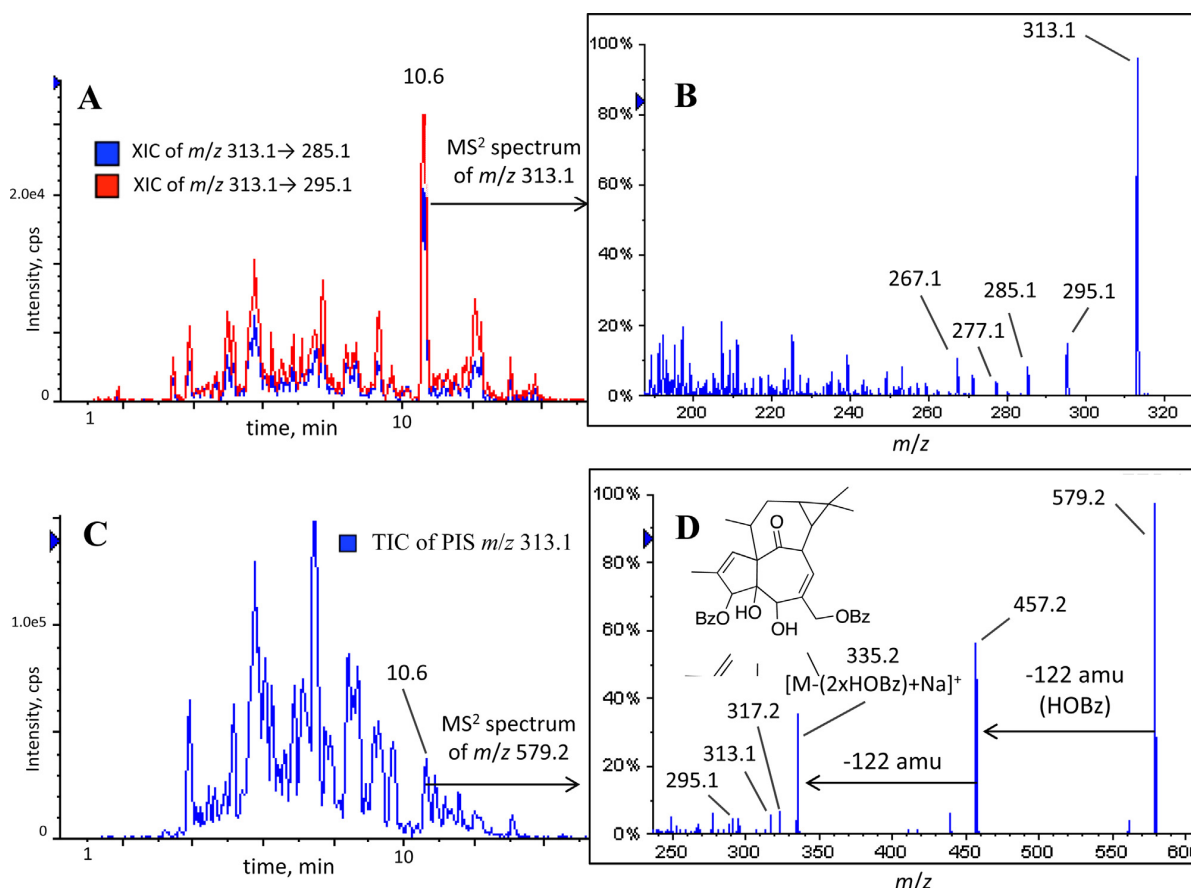 A
10.6
XIC of m/z 313.1→ 285.1
XIC of m/z 313.1→ 295.1
MS² spectrum
of m/z 313.1
2.0e4
0
Intensity, cps
1
10
time, min
B
313.1
100%
80%
60%
40%
20%
0%
267.1
277.1
285.1
295.1
200
220
240
260
280
300
320
m/z
C
TIC of PIS m/z 313.1
1.0e5
0
Intensity, cps
10.6
MS² spectrum
of m/z 579.2
1
10
time, min
D
100%
80%
60%
40%
20%
0%
O
BzO
HO
OH
OBz
579.2
457.2
335.2
[M-(2xHOBz)+Na]⁺
317.2
313.1
295.1
-122 amu
(HOBz)
-122 amu
250
300
350
400
450
500
550
m/z